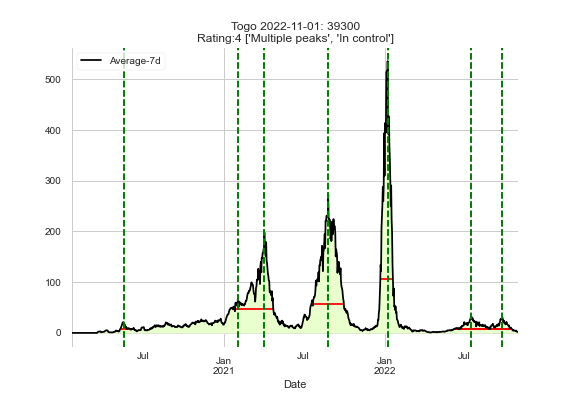 Togo 2022-11-01: 39300
Rating:4 ['Multiple peaks', 'In control']
Average-7d
500
400
300
200
100
0
Jul
Jan
2021
Jul
Jan
2022
Jul
Date